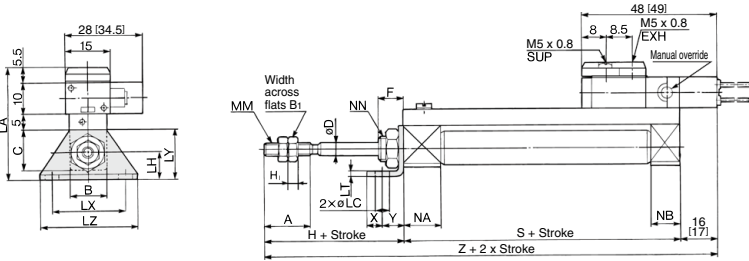 28 [34.5]
15
5.5
10
5
LA
C
B
LX
LZ
LH
LY
48 [49]
8
8.5
M5 x 0.8
EXH
M5 x 0.8
SUP
Manual override
Width
across
flats B1
MM
NN
F
øD
H1
LT
2×øLC
A
X
Y
NA
NB
H + Stroke
S + Stroke
16
[17]
Z + 2 x Stroke